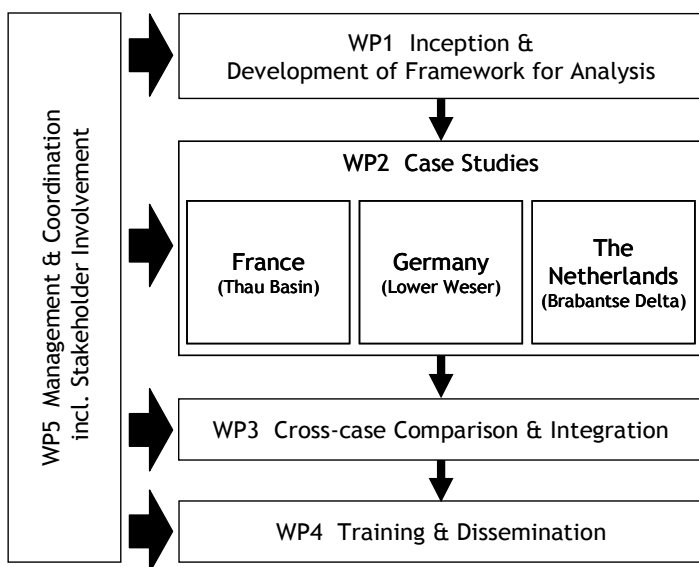 WP5 Management & Coordination
incl. Stakeholder Involvement
WP1 Inception &
Development of Framework for Analysis
WP2 Case Studies
France
(Thau Basin)
Germany
(Lower Weser)
The
Netherlands
(Brabantse Delta)
WP3 Cross-case Comparison & Integration
WP4 Training & Dissemination